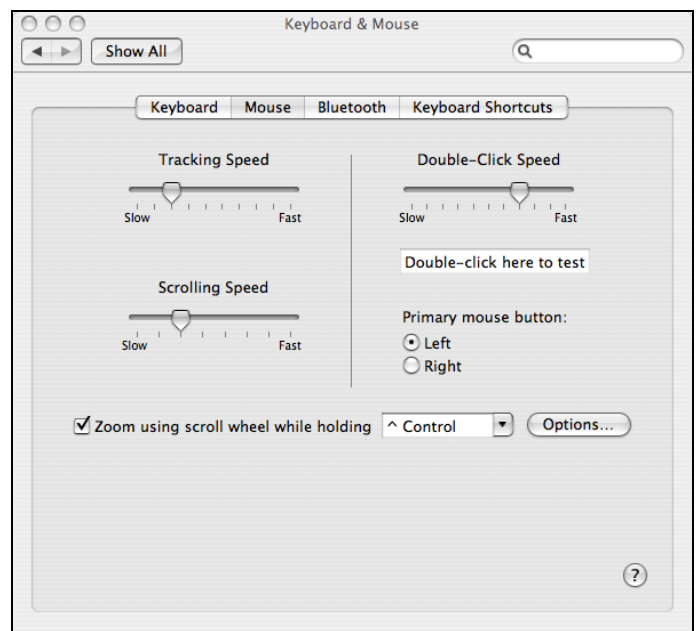 Keyboard & Mouse
Show All
Keyboard Mouse Bluetooth Keyboard Shortcuts
Tracking Speed
Slow Fast
Scrolling Speed
Slow Fast
Double-Click Speed
Slow Fast
Double-click here to test
Primary mouse button:
Left
Right
Zoom using scroll wheel while holding ^ Control Options...
?